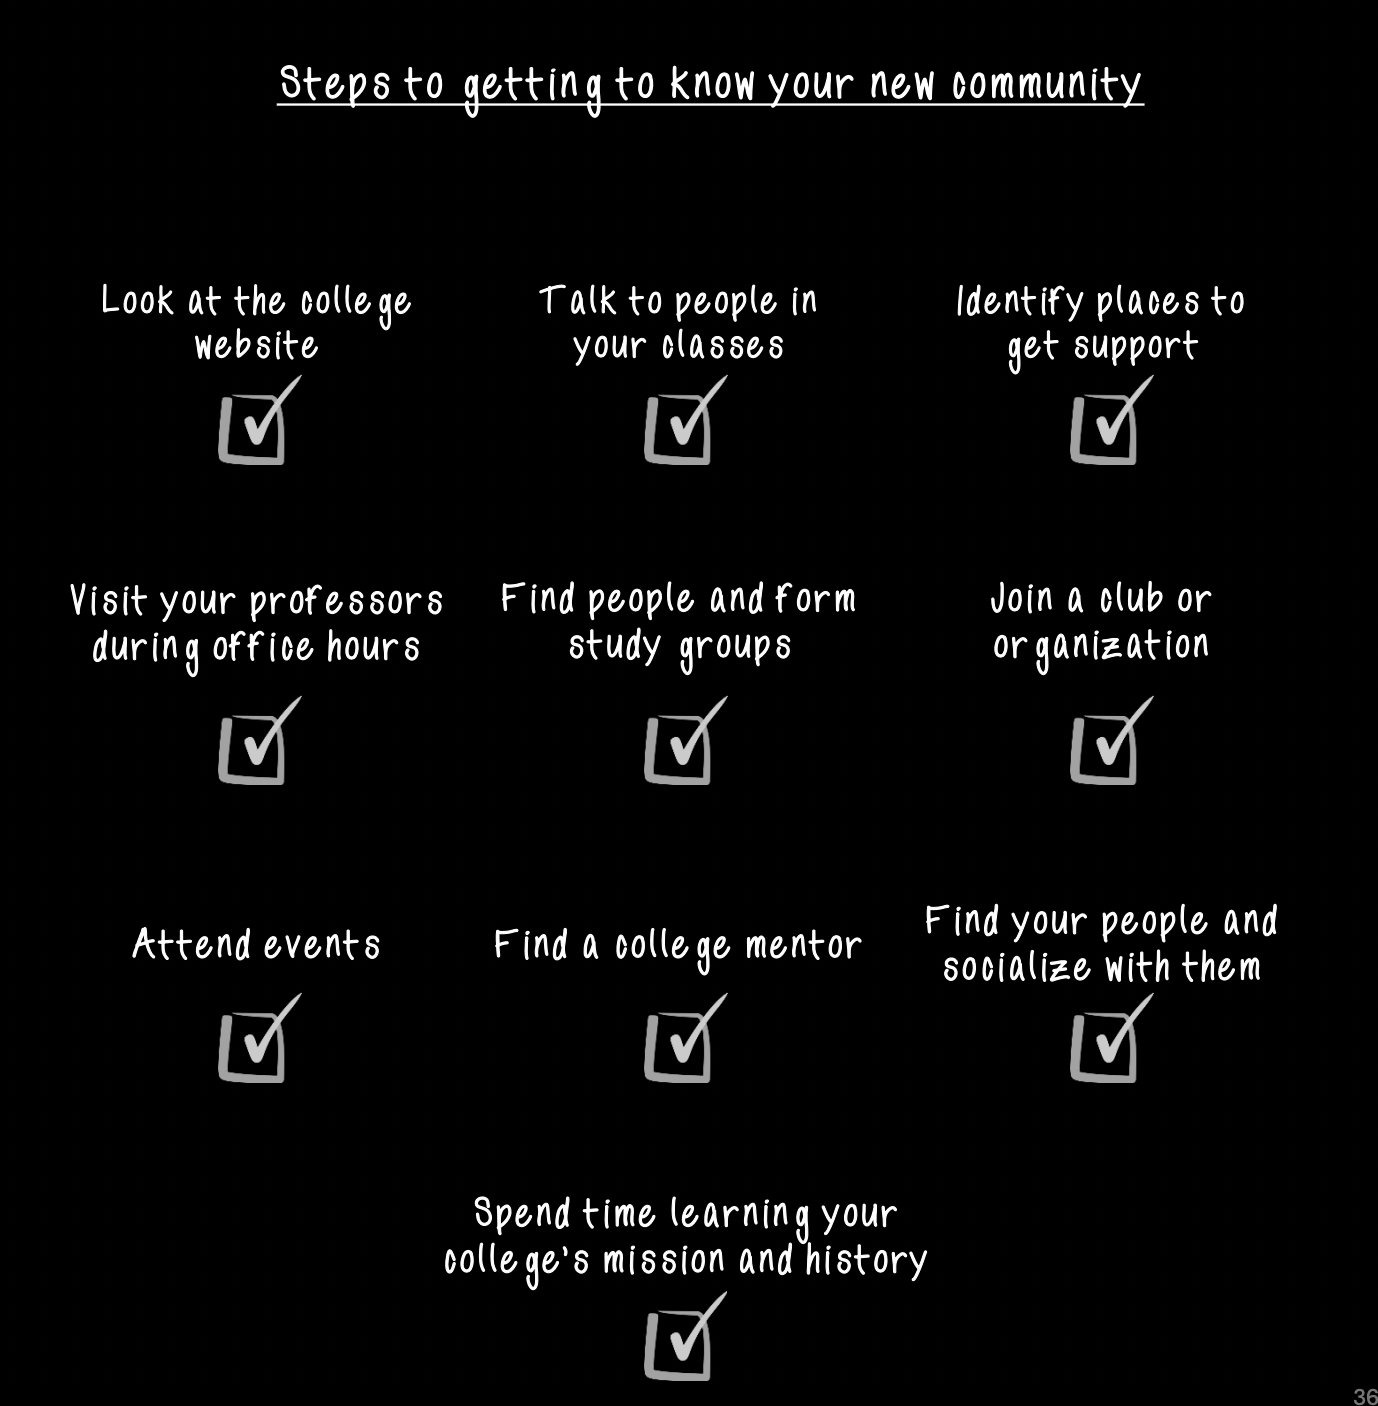 Steps to getting to know your new community
Look at the college
website
Talk to people in
your classes
Identify places to
get support
Visit your professors
during office hours
Find people and form
study groups
Join a club or
organization
Attend events
Find a college mentor
Find your people and
socialize with them
Spend time learning your
college's mission and history
36